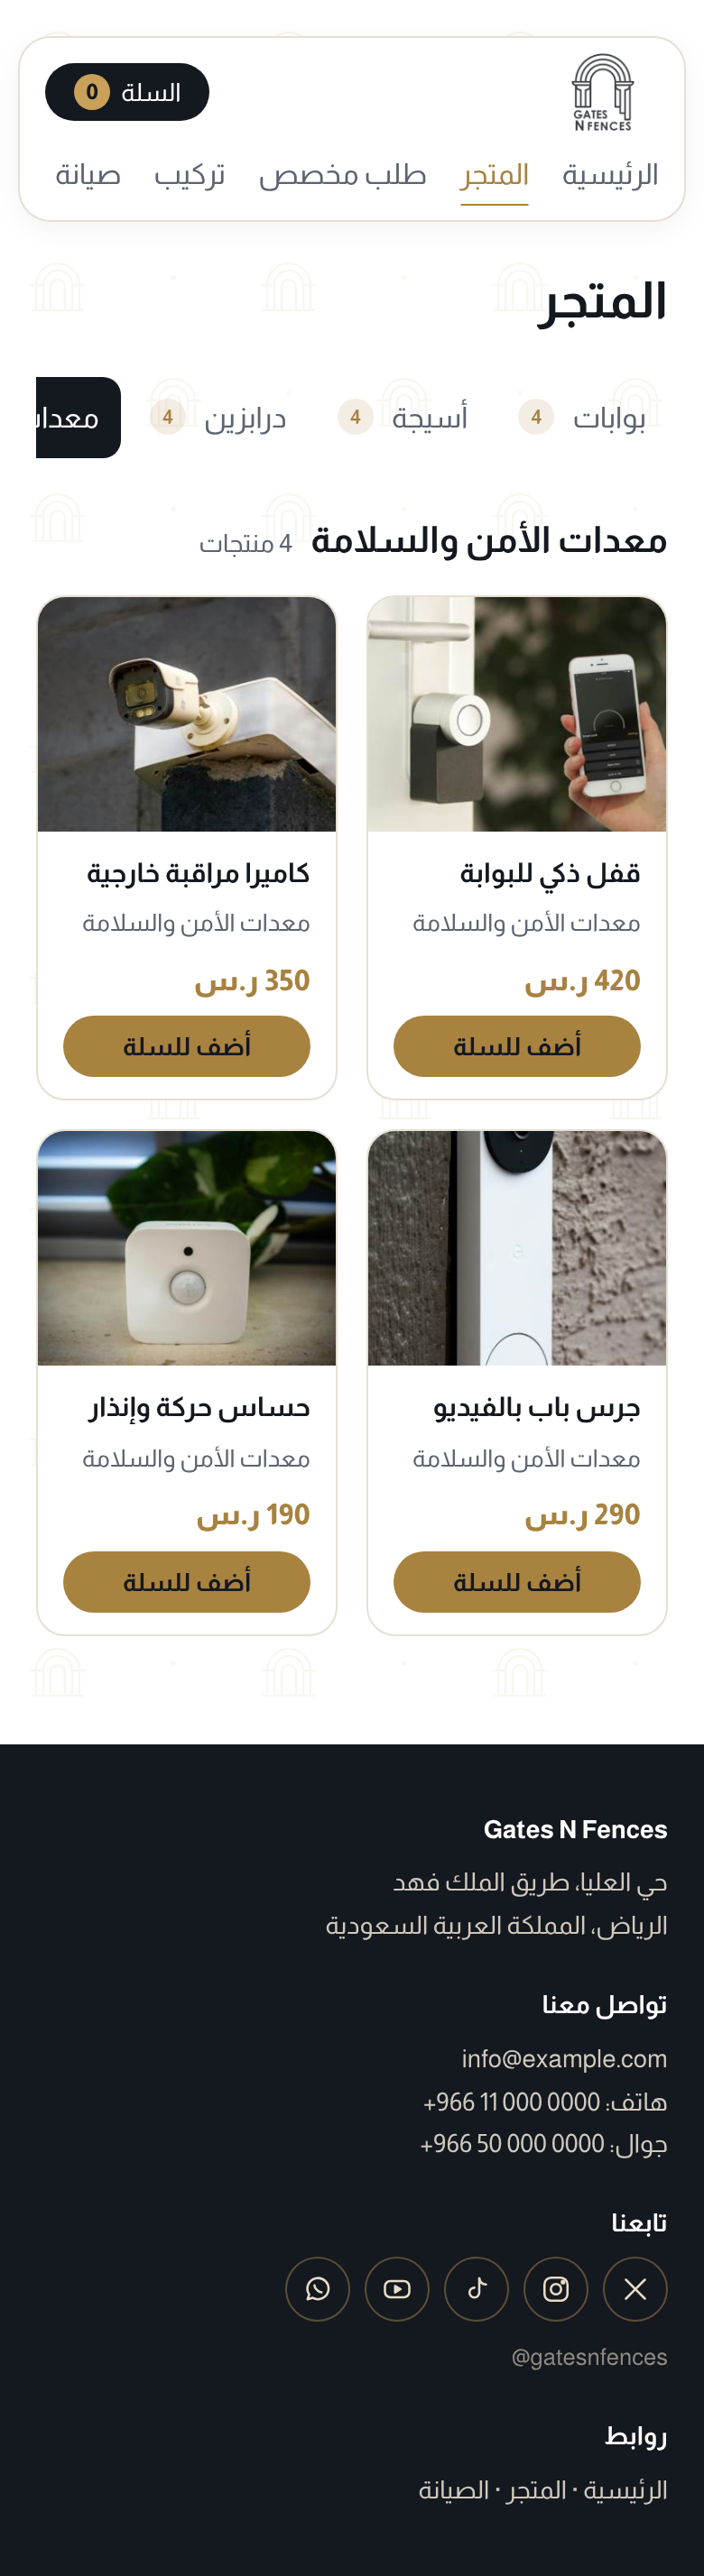 GATES
N FENCES
السلة 0
الرئيسية المتجر طلب مخصص تركيب صيانة
المتجر
بوابات 4 أسيجة 4 درابزين 4
معدات الأمن والسلامة 4 منتجات
قفل ذكي للبوابة
معدات الأمن والسلامة
420 ر.س
أضف للسلة
كاميرا مراقبة خارجية
معدات الأمن والسلامة
350 ر.س
أضف للسلة
جرس باب بالفيديو
معدات الأمن والسلامة
290 ر.س
أضف للسلة
حساس حركة وإنذار
معدات الأمن والسلامة
190 ر.س
أضف للسلة
Gates N Fences
حي العليا، طريق الملك فهد
الرياض، المملكة العربية السعودية
تواصل معنا
info@example.com
هاتف: 0000 000 11 966+
جوال: 0000 000 50 966+
تابعنا
@gatesnfences
روابط
الرئيسية · المتجر · الصيانة